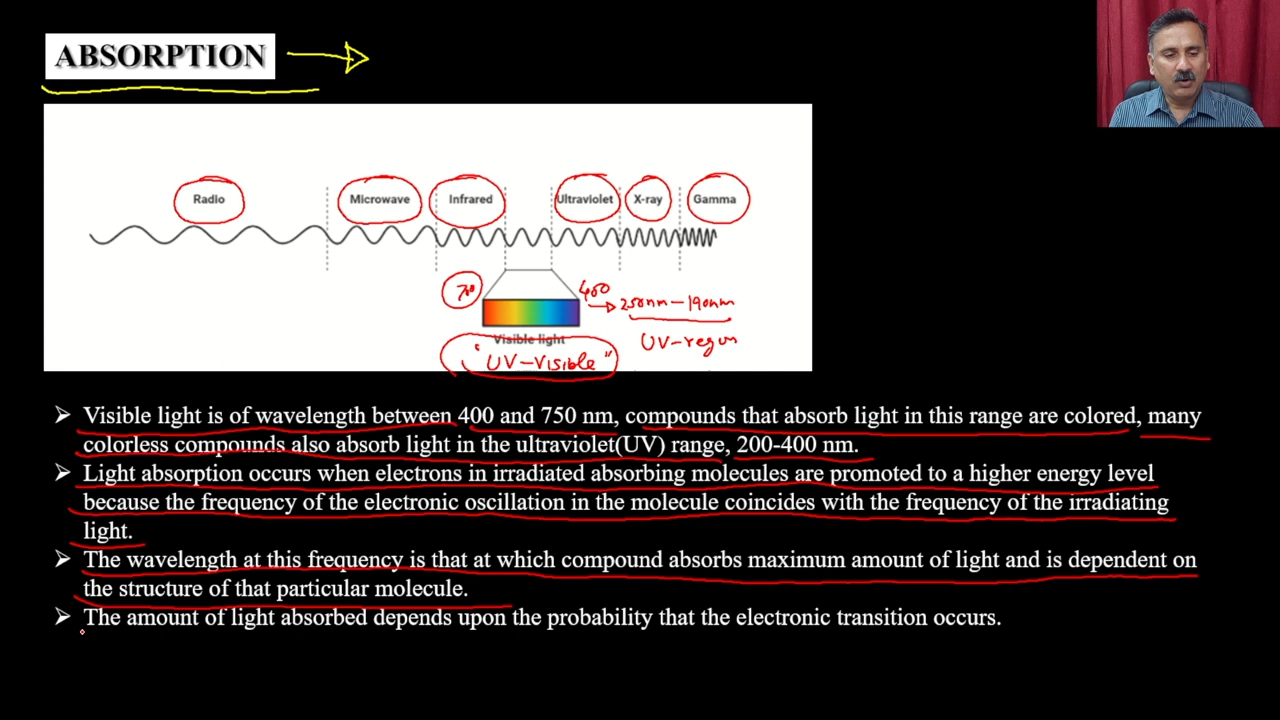 ABSORPTION
Radio Microwave Infrared Ultraviolet X-ray Gamma
700 400
250nm - 190nm
Visible light
UV-region
"UV-Visible"
➢ Visible light is of wavelength between 400 and 750 nm, compounds that absorb light in this range are colored, many
colorless compounds also absorb light in the ultraviolet(UV) range, 200-400 nm.
➢ Light absorption occurs when electrons in irradiated absorbing molecules are promoted to a higher energy level
because the frequency of the electronic oscillation in the molecule coincides with the frequency of the irradiating
light.
➢ The wavelength at this frequency is that at which compound absorbs maximum amount of light and is dependent on
the structure of that particular molecule.
➢ The amount of light absorbed depends upon the probability that the electronic transition occurs.